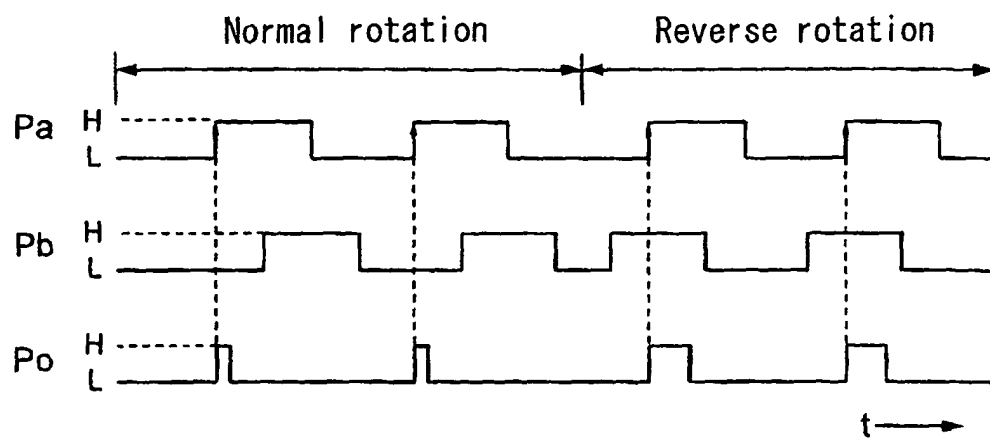 Normal rotation Reverse rotation
Pa H
L
Pb H
L
Po H
L
t